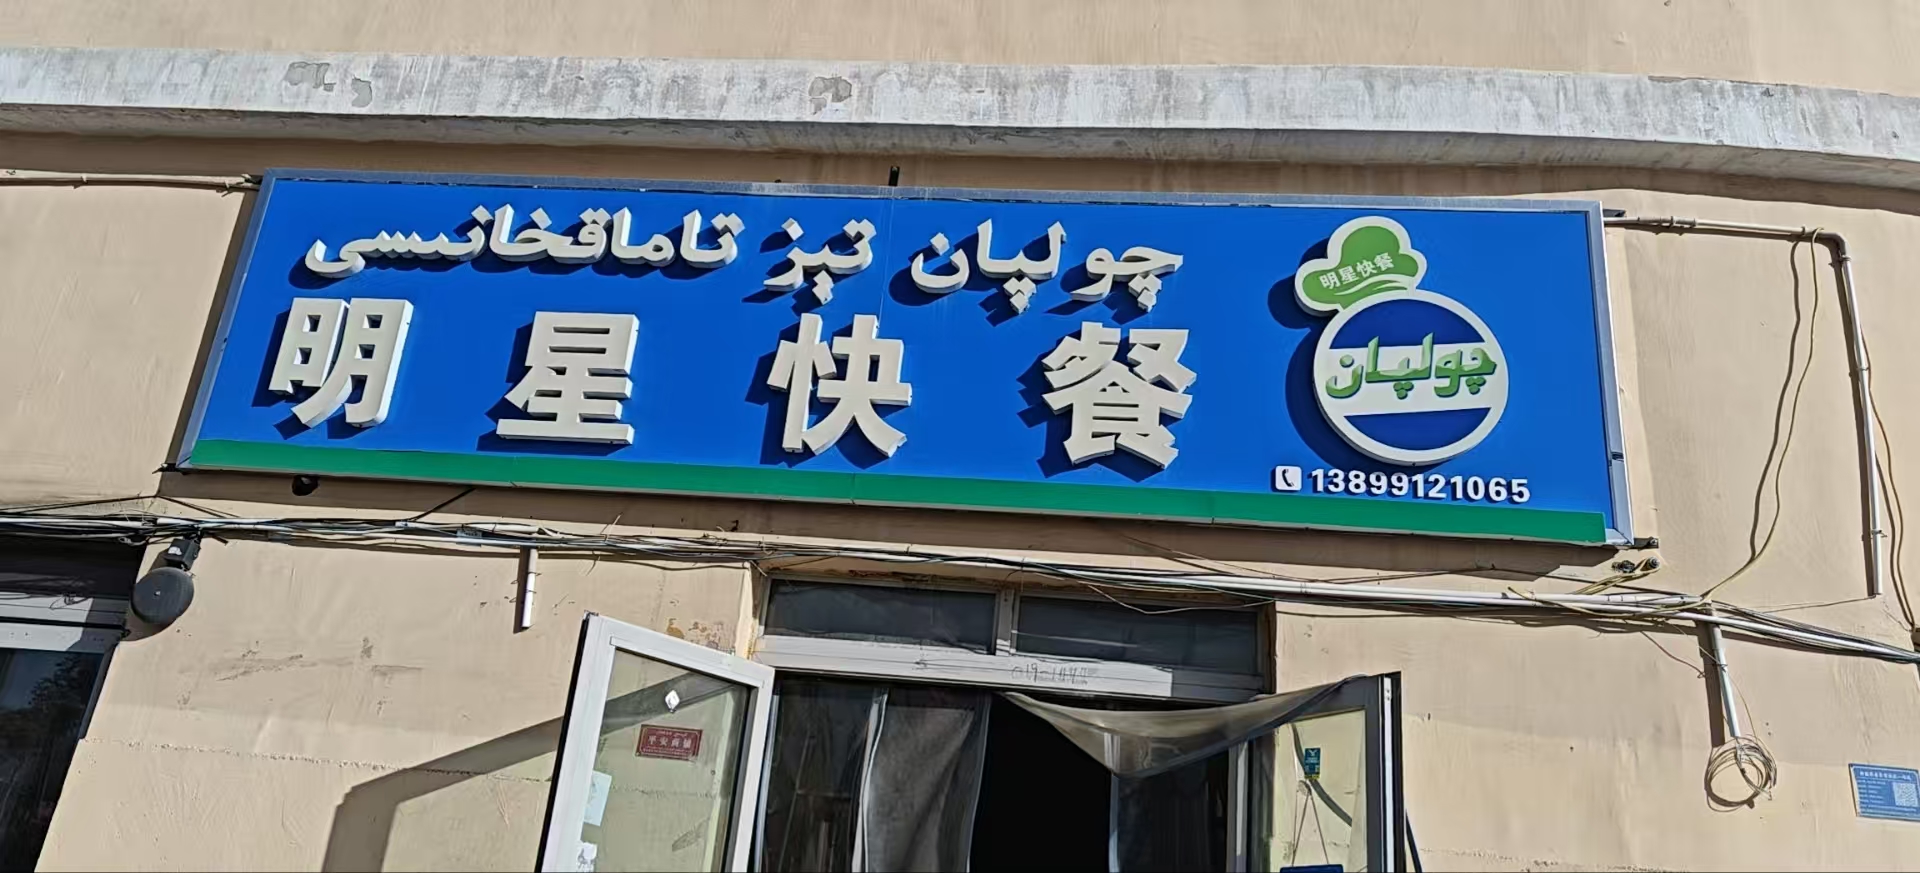 چولپان تېز تاماقخانىسى
明星快餐
明星快餐
چولپان
13899121065
平安商铺